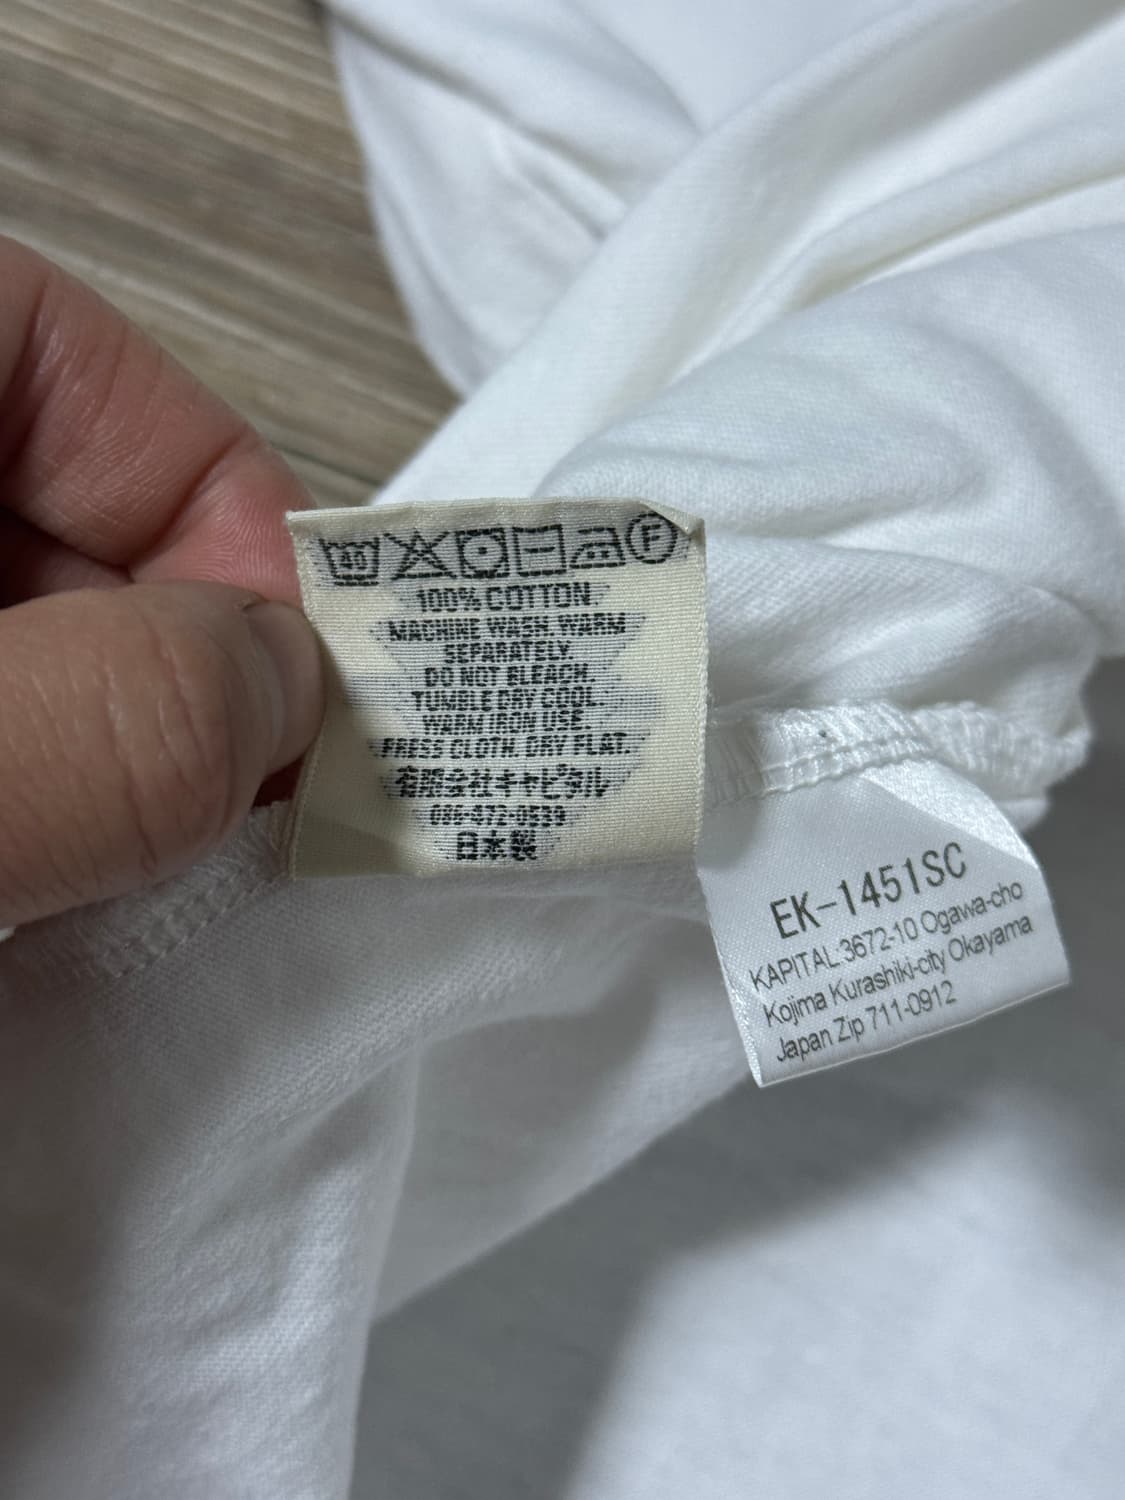 40
F
100% COTTON
MACHINE WASH. WARM
SEPARATELY.
DO NOT BLEACH.
TUMBLE DRY COOL.
WARM IRON USE
PRESS CLOTH. DRY FLAT.
有限会社キャピタル
086-472-0539
日本製
EK-1451SC
KAPITAL 3672-10 Ogawa-cho
Kojima Kurashiki-city Okayama
Japan Zip 711-0912